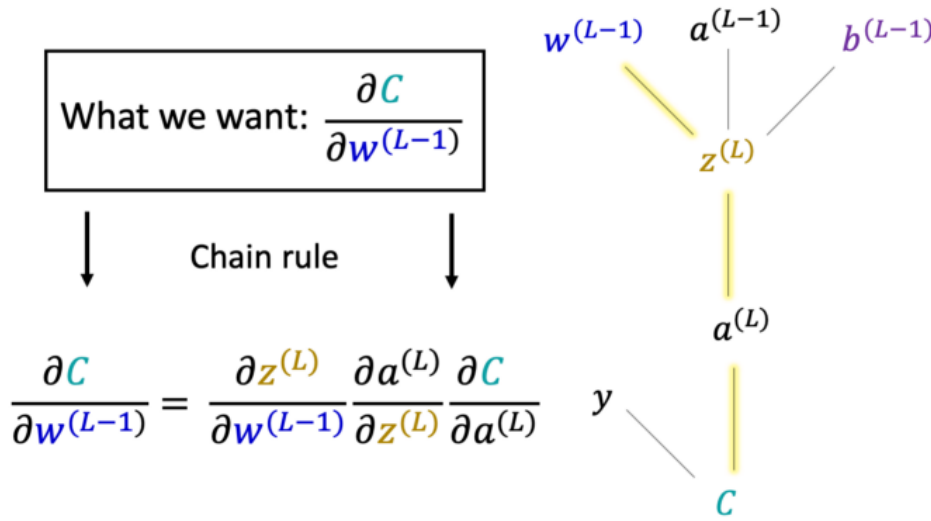 What we want: ∂C/∂w^(L−1)
Chain rule
∂C/∂w^(L−1) = ∂z^(L)/∂w^(L−1) ∂a^(L)/∂z^(L) ∂C/∂a^(L)
w^(L−1) a^(L−1) b^(L−1)
z^(L)
a^(L)
y
C